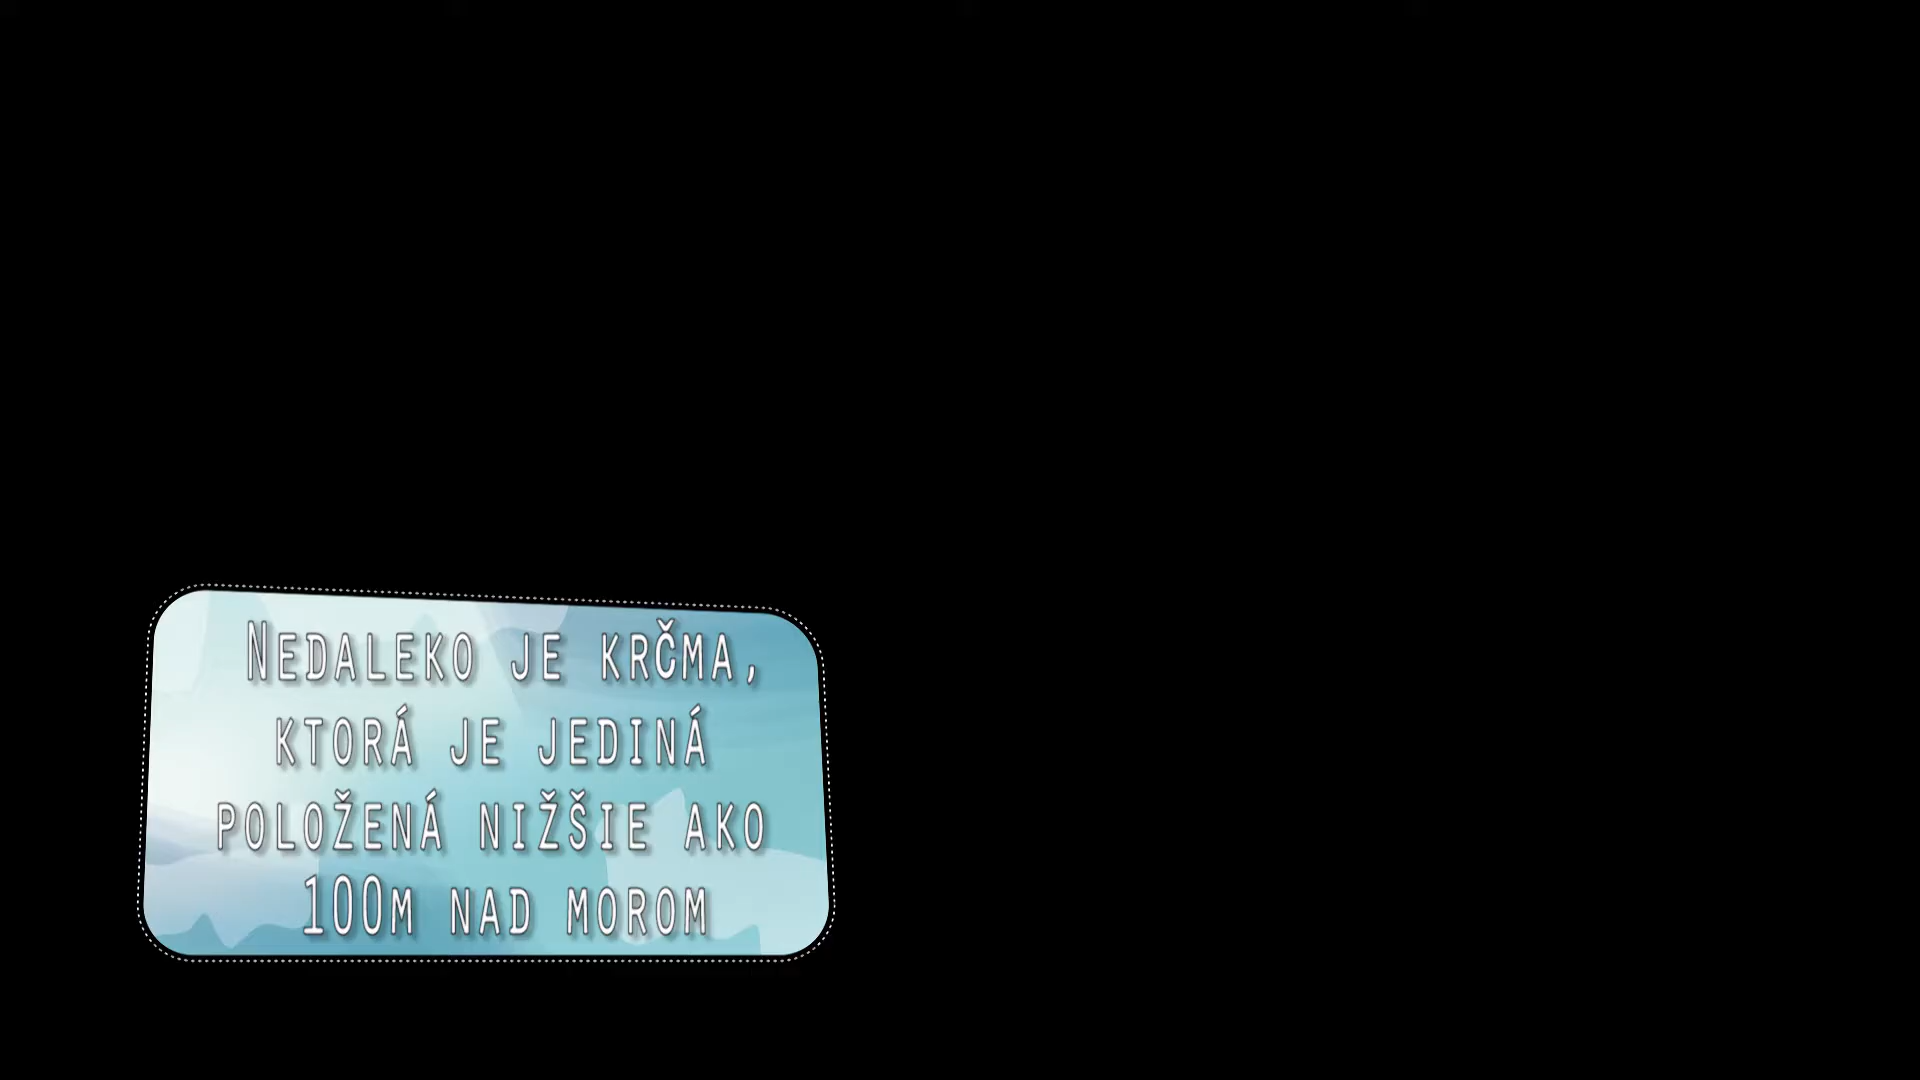 Nedaleko je krčma,
ktorá je jediná
položená nižšie ako
100m nad morom